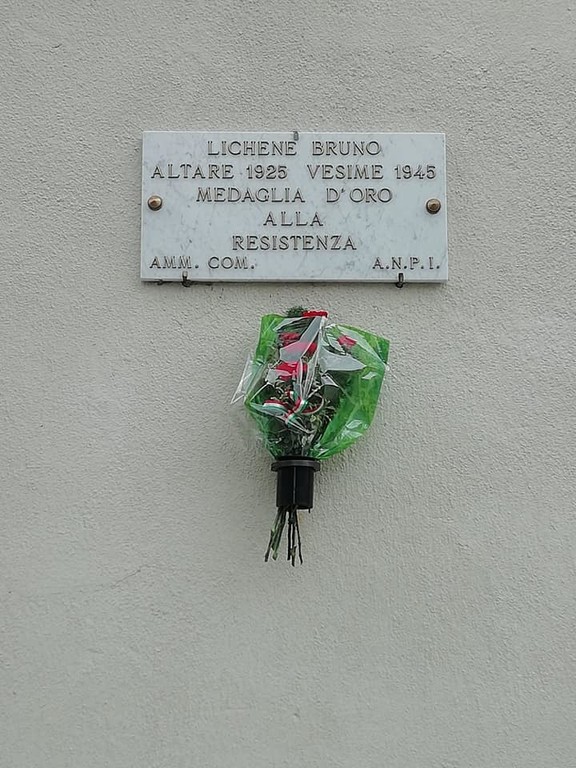 LICHENE BRUNO
ALTARE 1925 VESIME 1945
MEDAGLIA D'ORO
ALLA
RESISTENZA
AMM. COM. A.N.P.I.